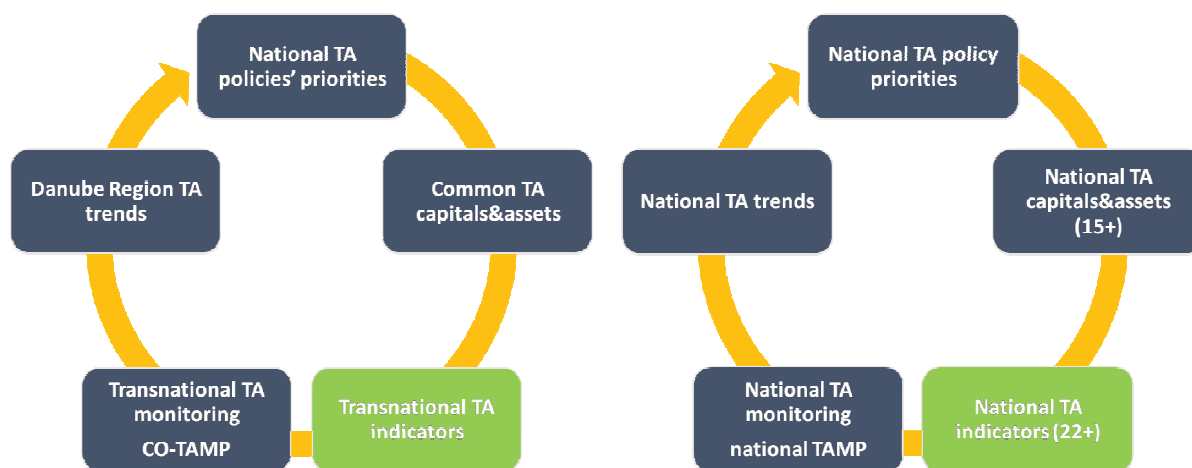 National TA
policies' priorities
Common TA
capitals&assets
Transnational TA
indicators
Transnational TA
monitoring
CO-TAMP
Danube Region TA
trends
National TA policy
priorities
National TA
capitals&assets
(15+)
National TA
indicators (22+)
National TA
monitoring
national TAMP
National TA trends